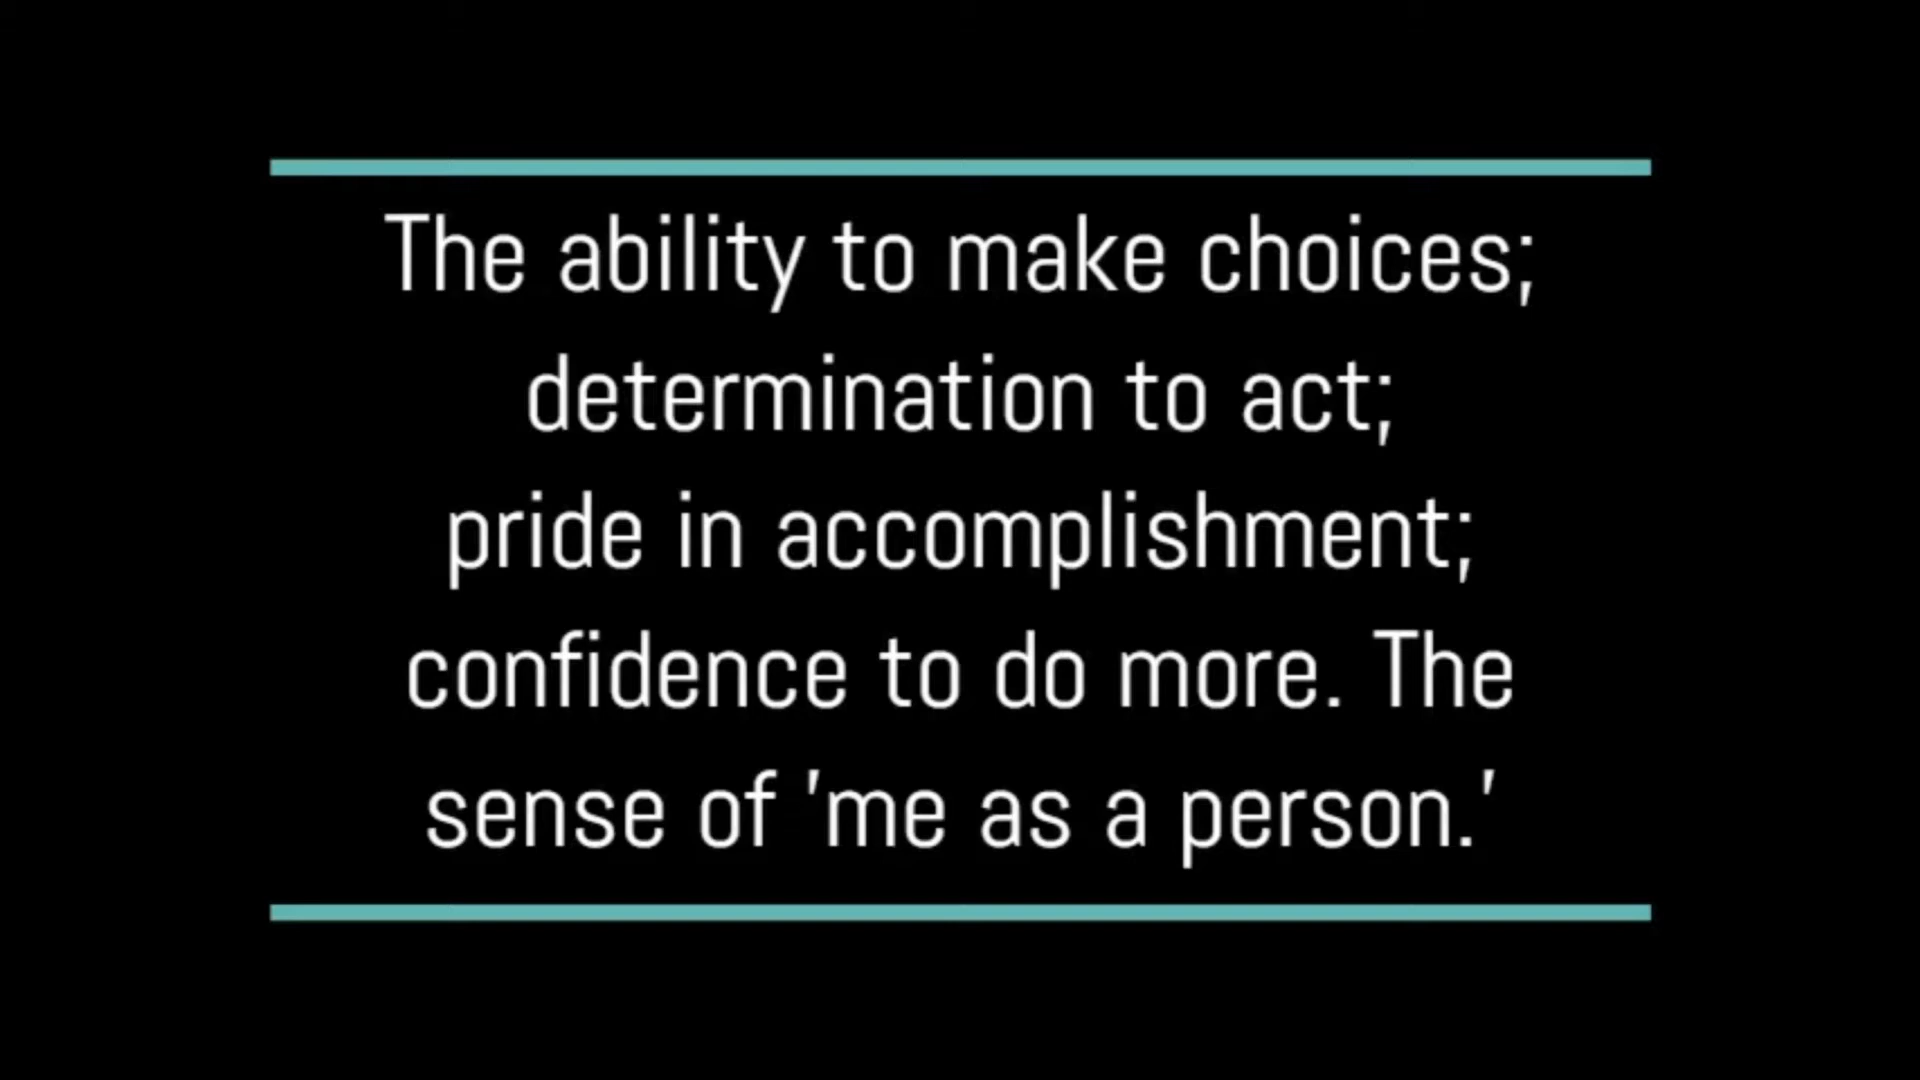 The ability to make choices;
determination to act;
pride in accomplishment;
confidence to do more. The
sense of 'me as a person.'